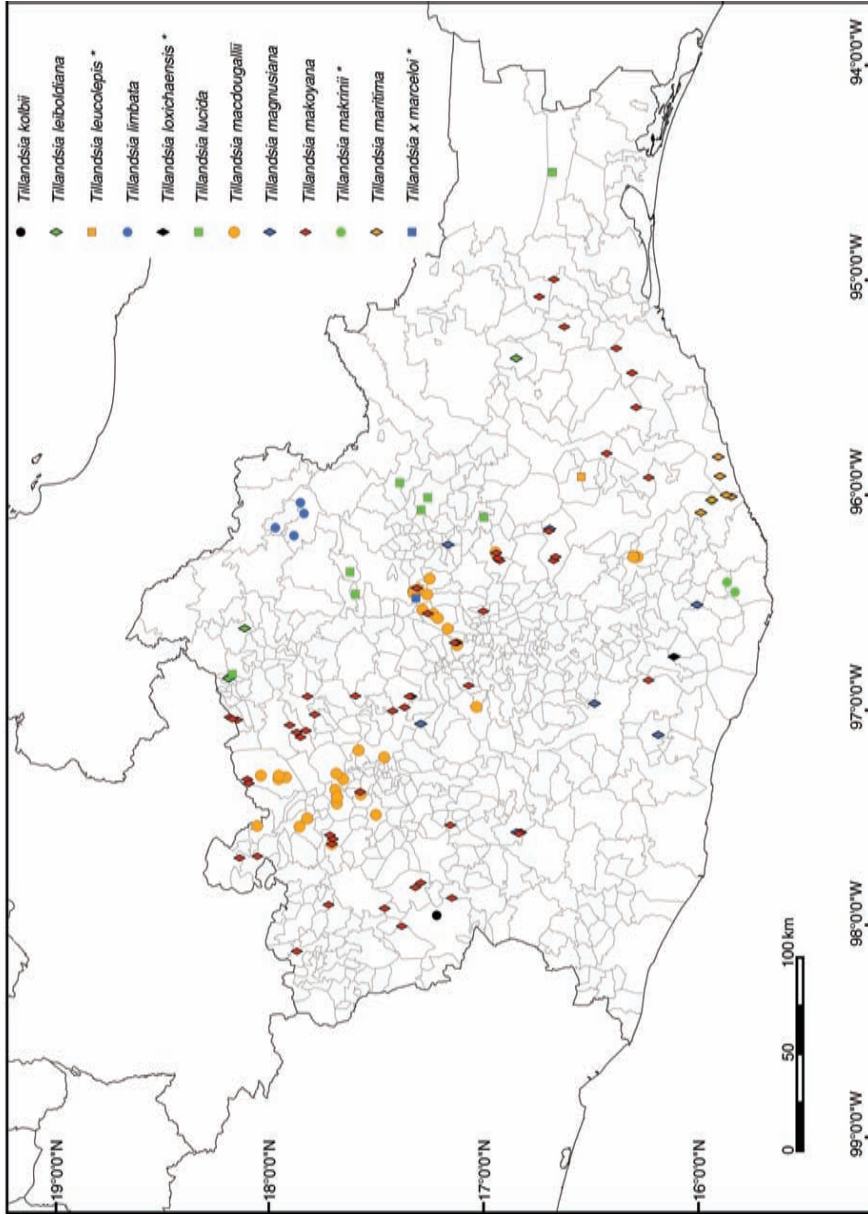 Tillandsia kolbii
Tillandsia leiboldiana
Tillandsia leucolepis *
Tillandsia limbata
Tillandsia loxichaensis *
Tillandsia lucida
Tillandsia macdougallii
Tillandsia magnusiana
Tillandsia makoyana
Tillandsia makrinii *
Tillandsia maritima
Tillandsia x marceloi *
19°0'0"N
18°0'0"N
17°0'0"N
16°0'0"N
0 50 100 km
99°0'0"W 98°0'0"W 97°0'0"W 96°0'0"W 95°0'0"W 94°0'0"W